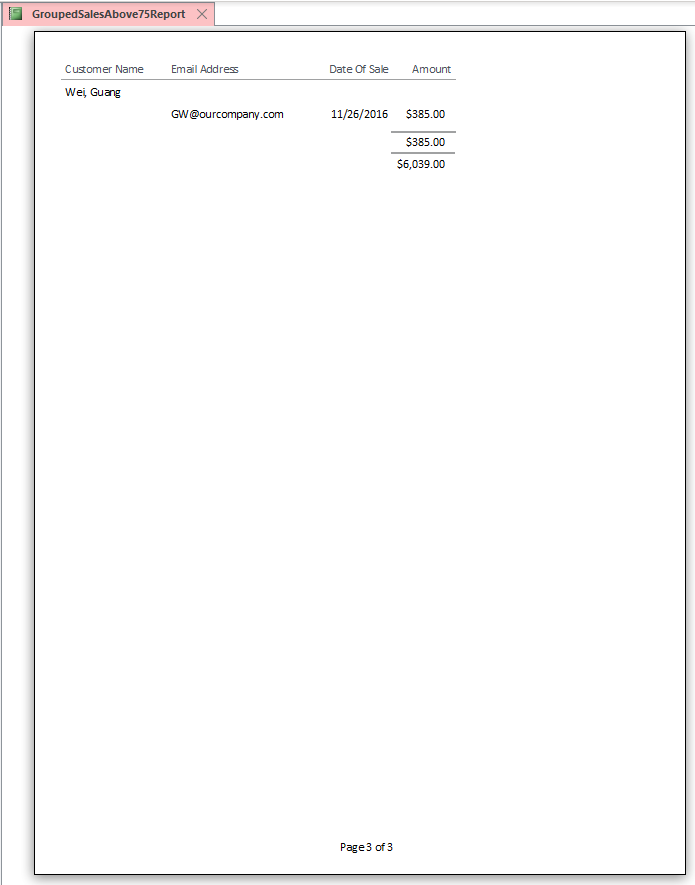 GroupedSalesAbove75Report
Customer Name Email Address Date Of Sale Amount
Wei, Guang
GW@ourcompany.com 11/26/2016 $385.00
$385.00
$6,039.00
Page 3 of 3